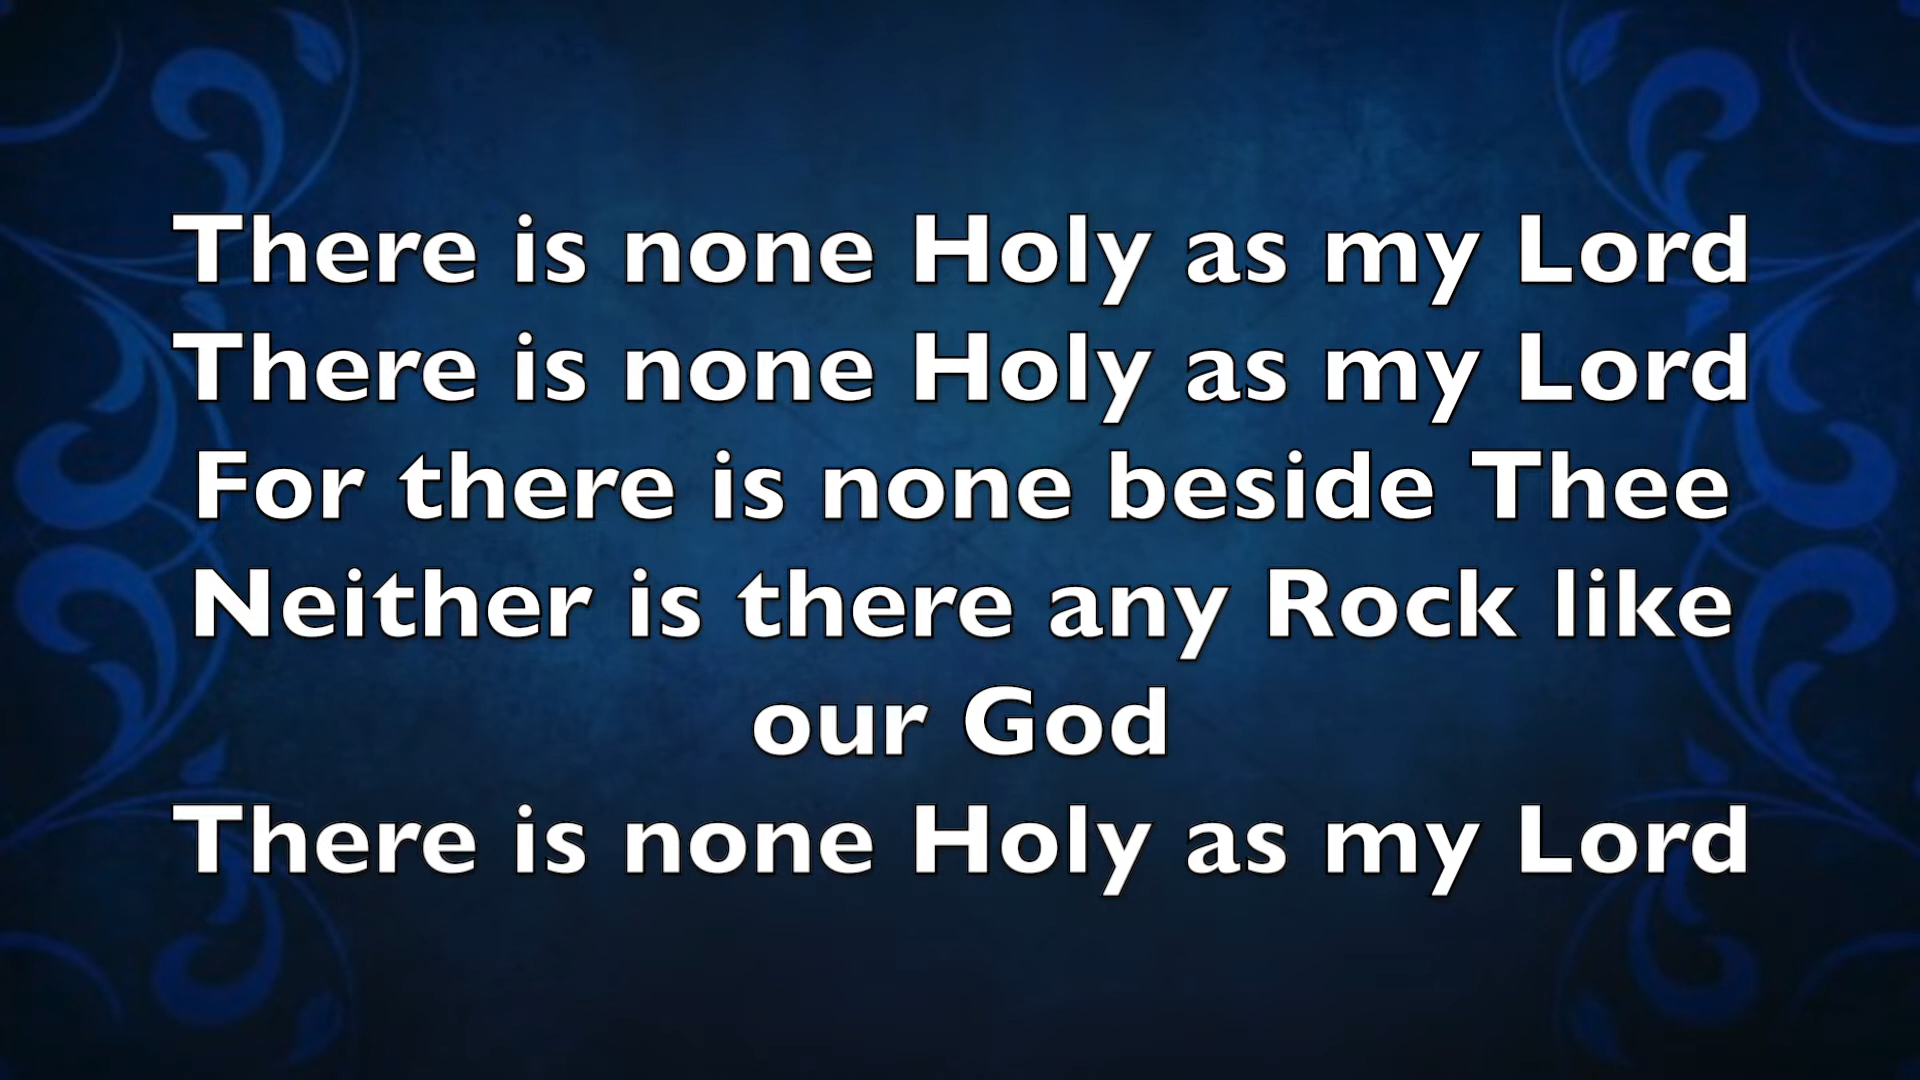 There is none Holy as my Lord
There is none Holy as my Lord
For there is none beside Thee
Neither is there any Rock like
our God
There is none Holy as my Lord